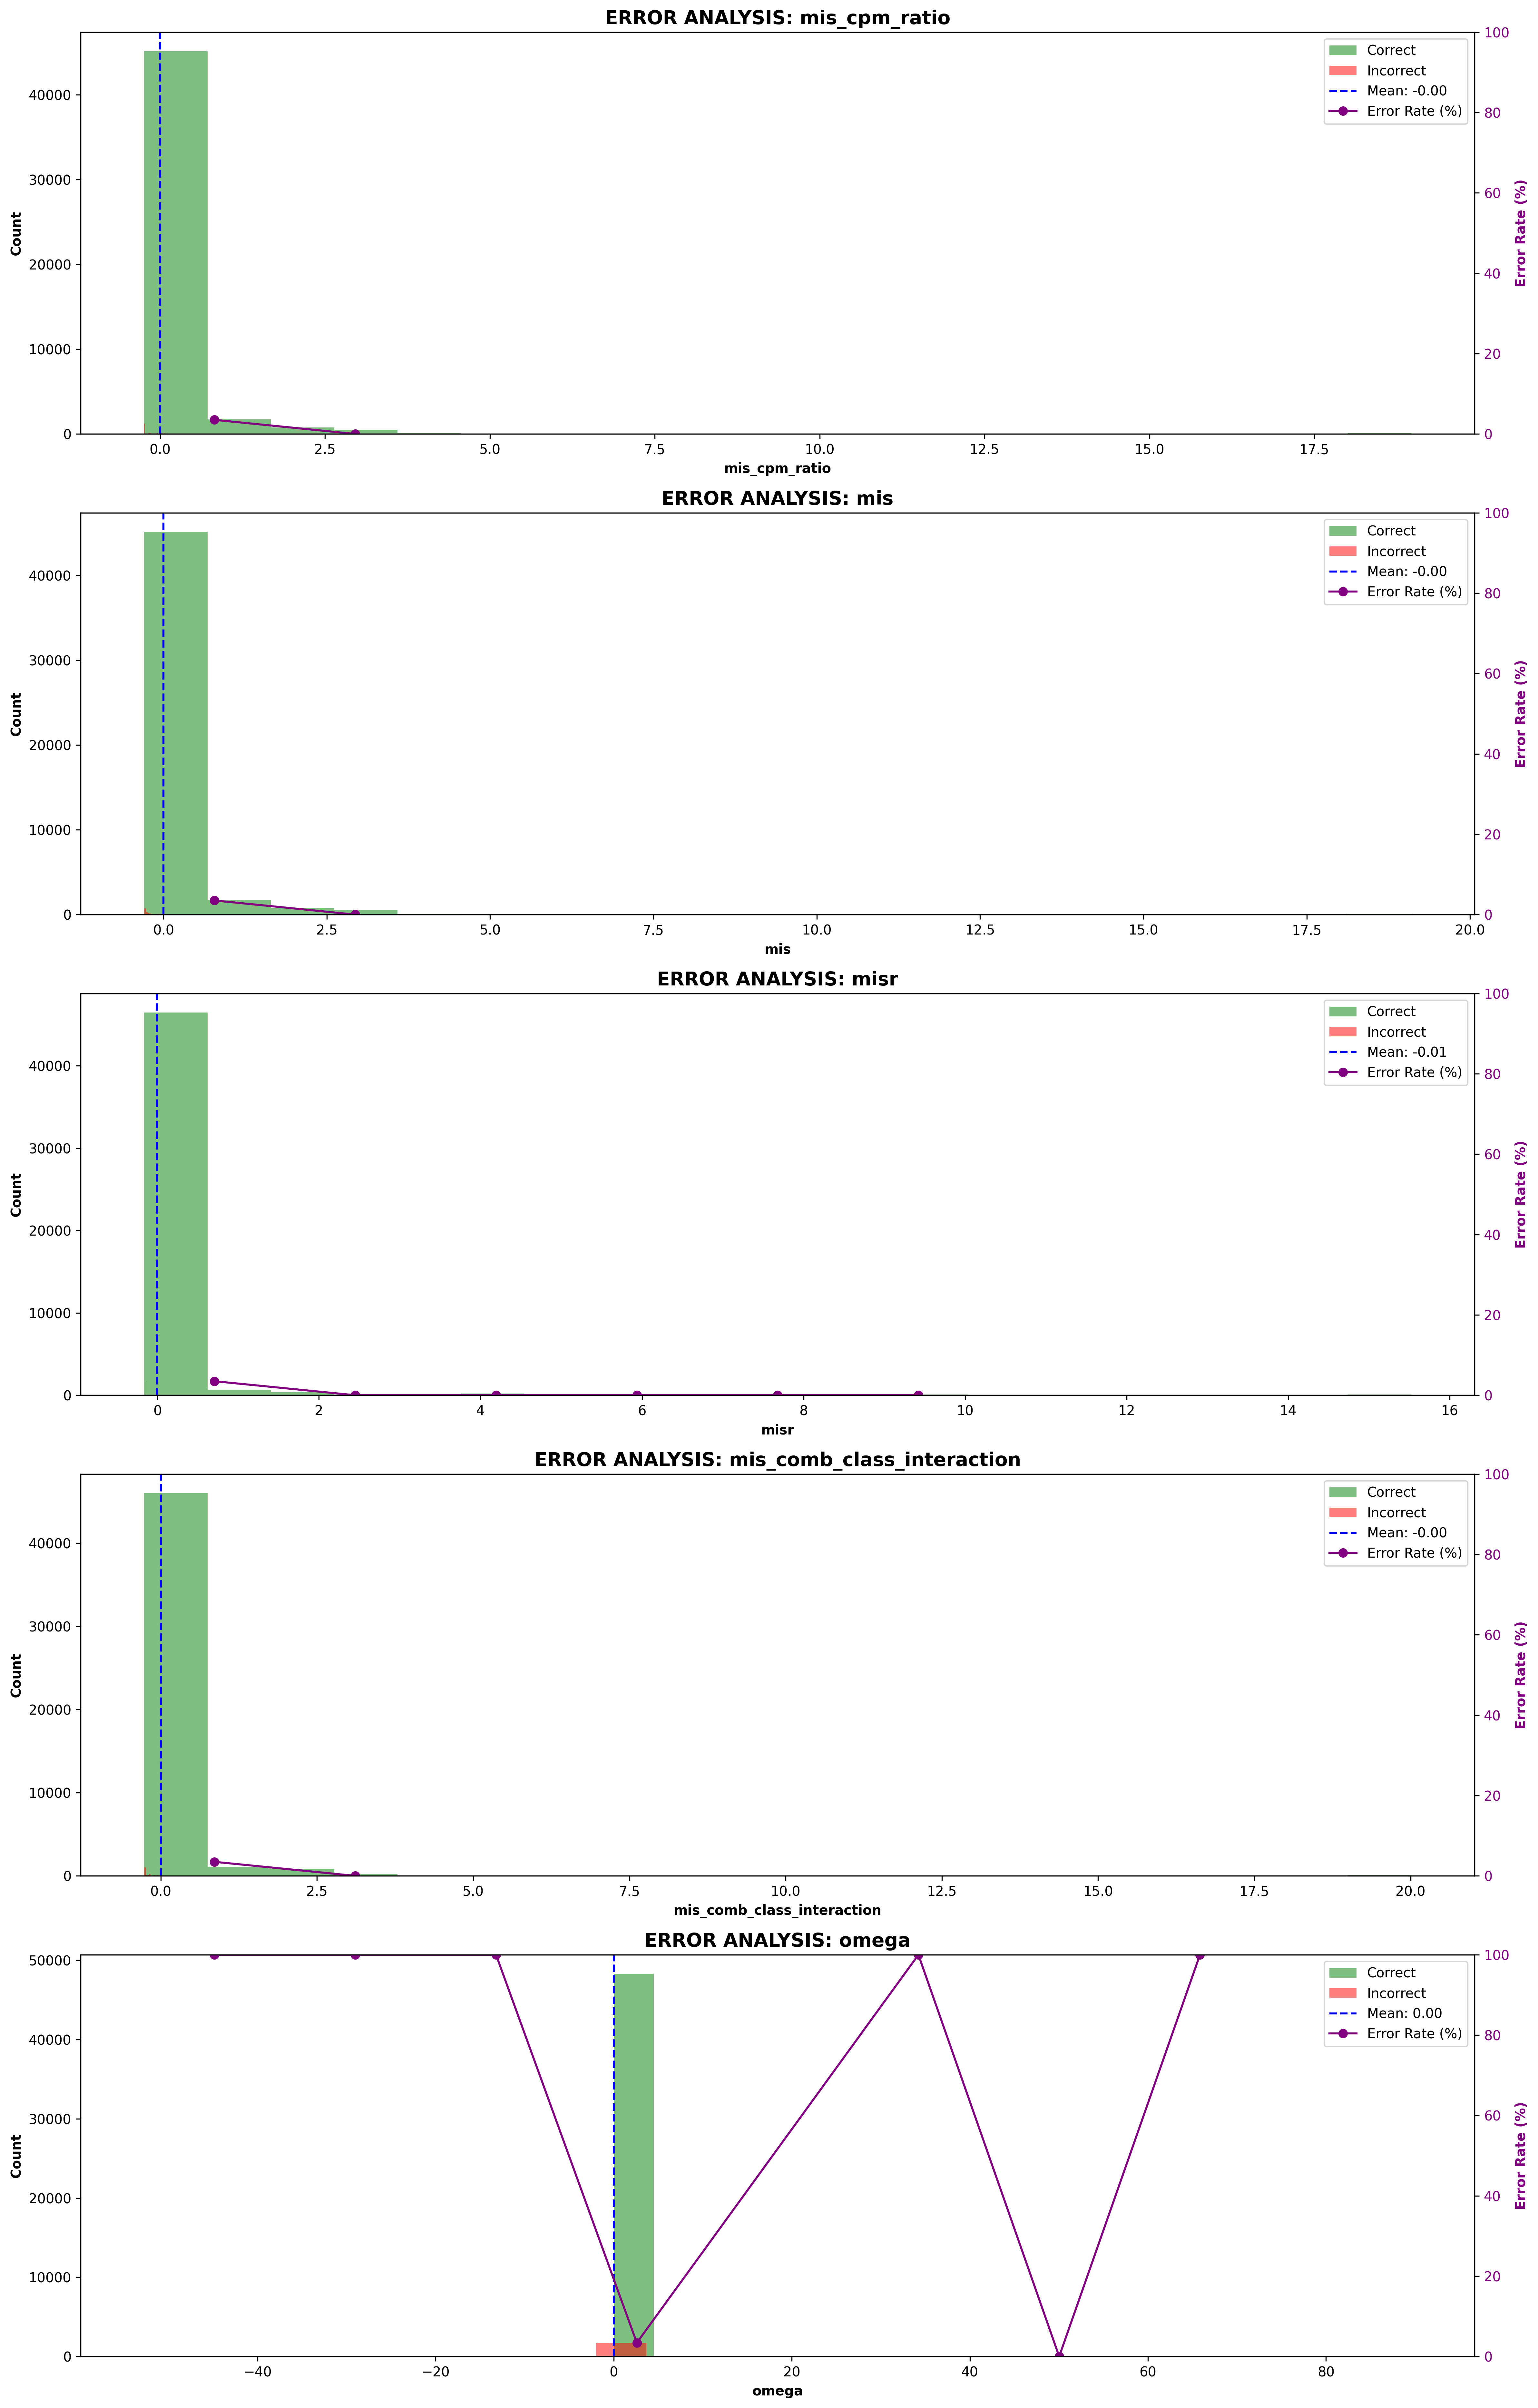 ERROR ANALYSIS: mis_cpm_ratio
Count
40000
30000
20000
10000
0
Correct
Incorrect
Mean: -0.00
Error Rate (%)
100
80
60
40
20
0
Error Rate (%)
0.0 2.5 5.0 7.5 10.0 12.5 15.0 17.5
mis_cpm_ratio
ERROR ANALYSIS: mis
Count
40000
30000
20000
10000
0
Correct
Incorrect
Mean: -0.00
Error Rate (%)
100
80
60
40
20
0
Error Rate (%)
0.0 2.5 5.0 7.5 10.0 12.5 15.0 17.5 20.0
mis
ERROR ANALYSIS: misr
Count
40000
30000
20000
10000
0
Correct
Incorrect
Mean: -0.01
Error Rate (%)
100
80
60
40
20
0
Error Rate (%)
0 2 4 6 8 10 12 14 16
misr
ERROR ANALYSIS: mis_comb_class_interaction
Count
40000
30000
20000
10000
0
Correct
Incorrect
Mean: -0.00
Error Rate (%)
100
80
60
40
20
0
Error Rate (%)
0.0 2.5 5.0 7.5 10.0 12.5 15.0 17.5 20.0
mis_comb_class_interaction
ERROR ANALYSIS: omega
Count
50000
40000
30000
20000
10000
0
Correct
Incorrect
Mean: 0.00
Error Rate (%)
100
80
60
40
20
0
Error Rate (%)
−40 −20 0 20 40 60 80
omega